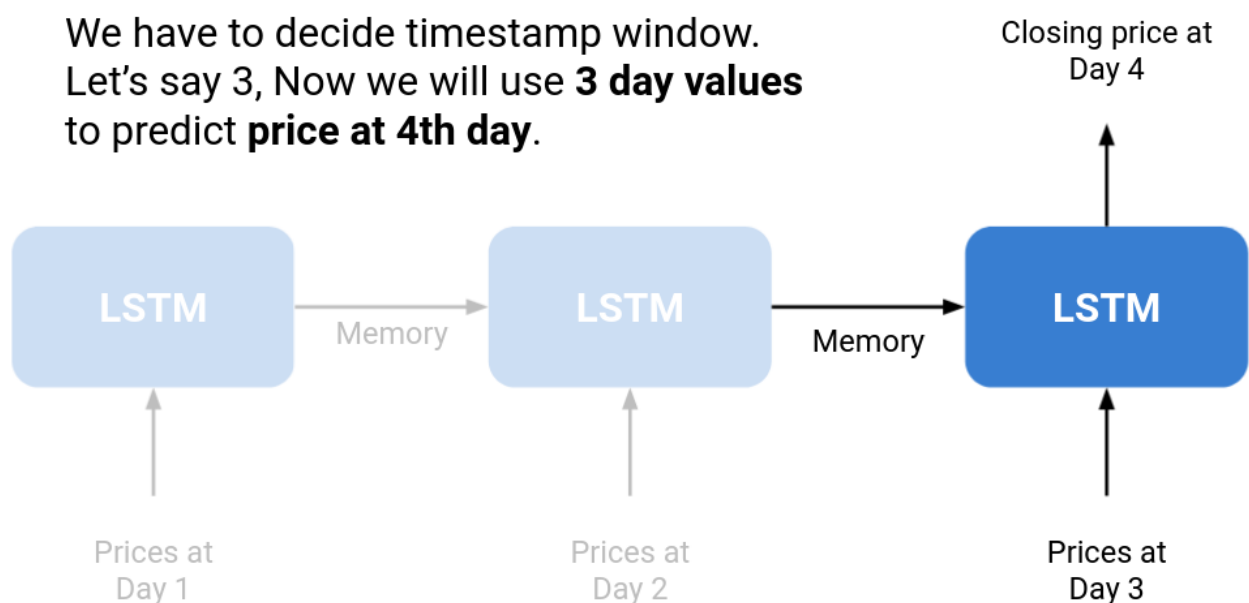 We have to decide timestamp window.
Let's say 3, Now we will use 3 day values
to predict price at 4th day.
Closing price at
Day 4
LSTM
Memory
LSTM
Memory
LSTM
Prices at
Day 1
Prices at
Day 2
Prices at
Day 3